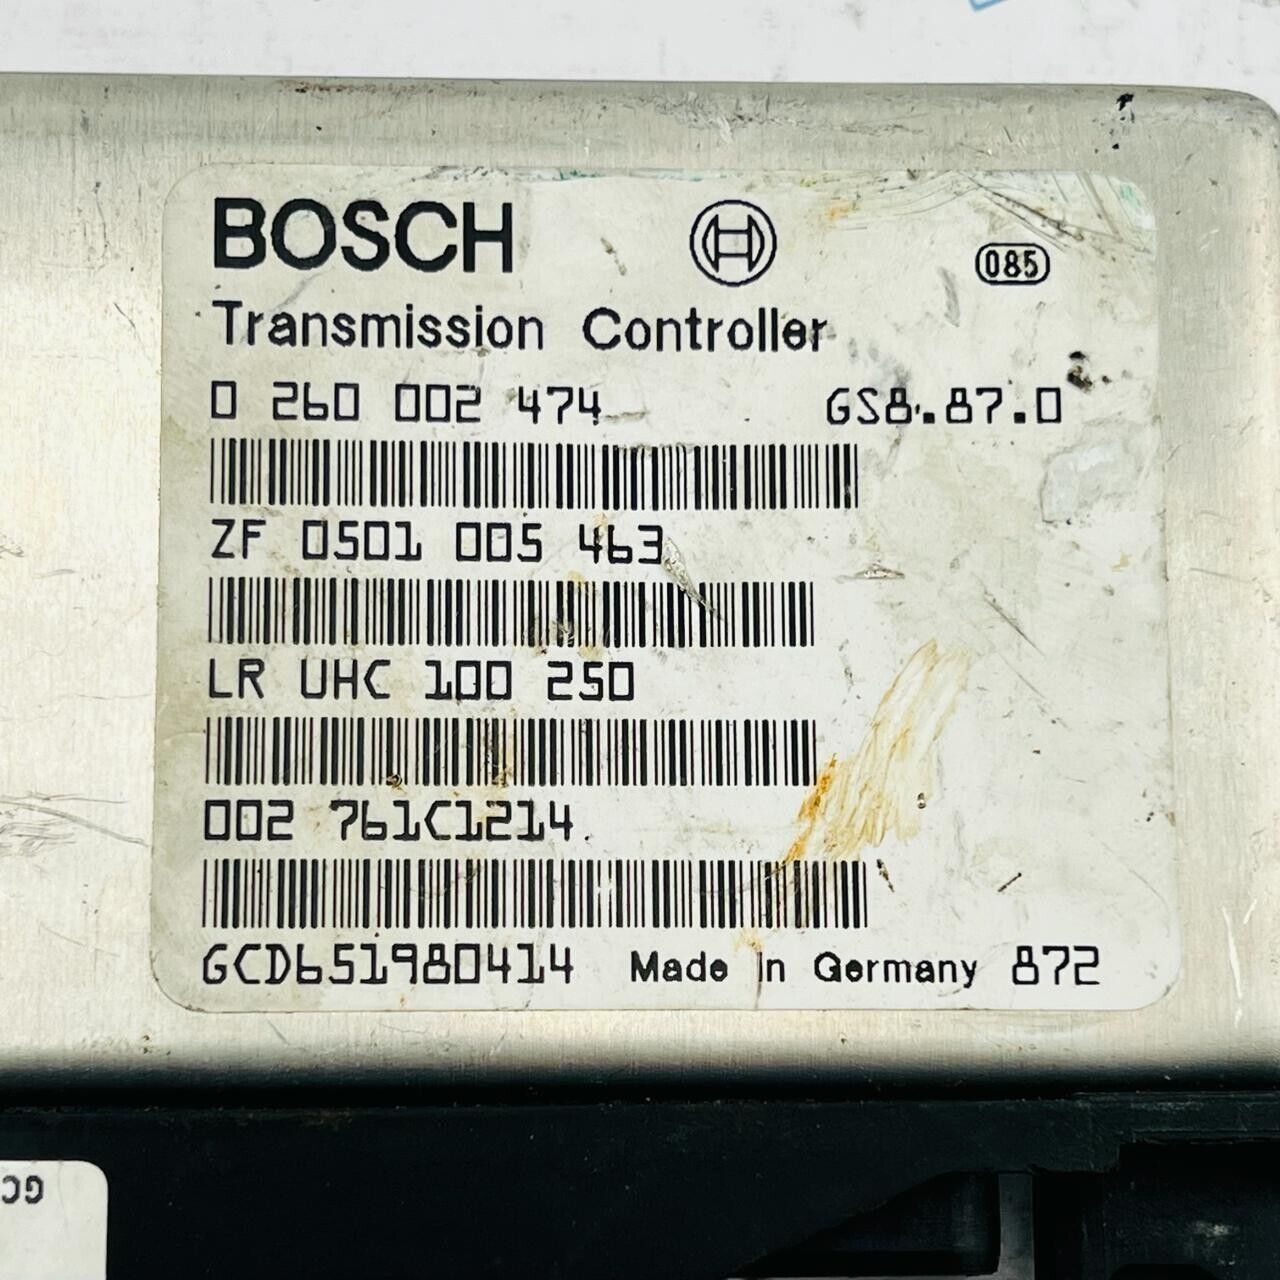 BOSCH 085
Transmission Controller
0 260 002 474 GS8.87.0
ZF 0501 005 463
LR UHC 100 250
002 761C1214
GCD651980414 Made in Germany 872